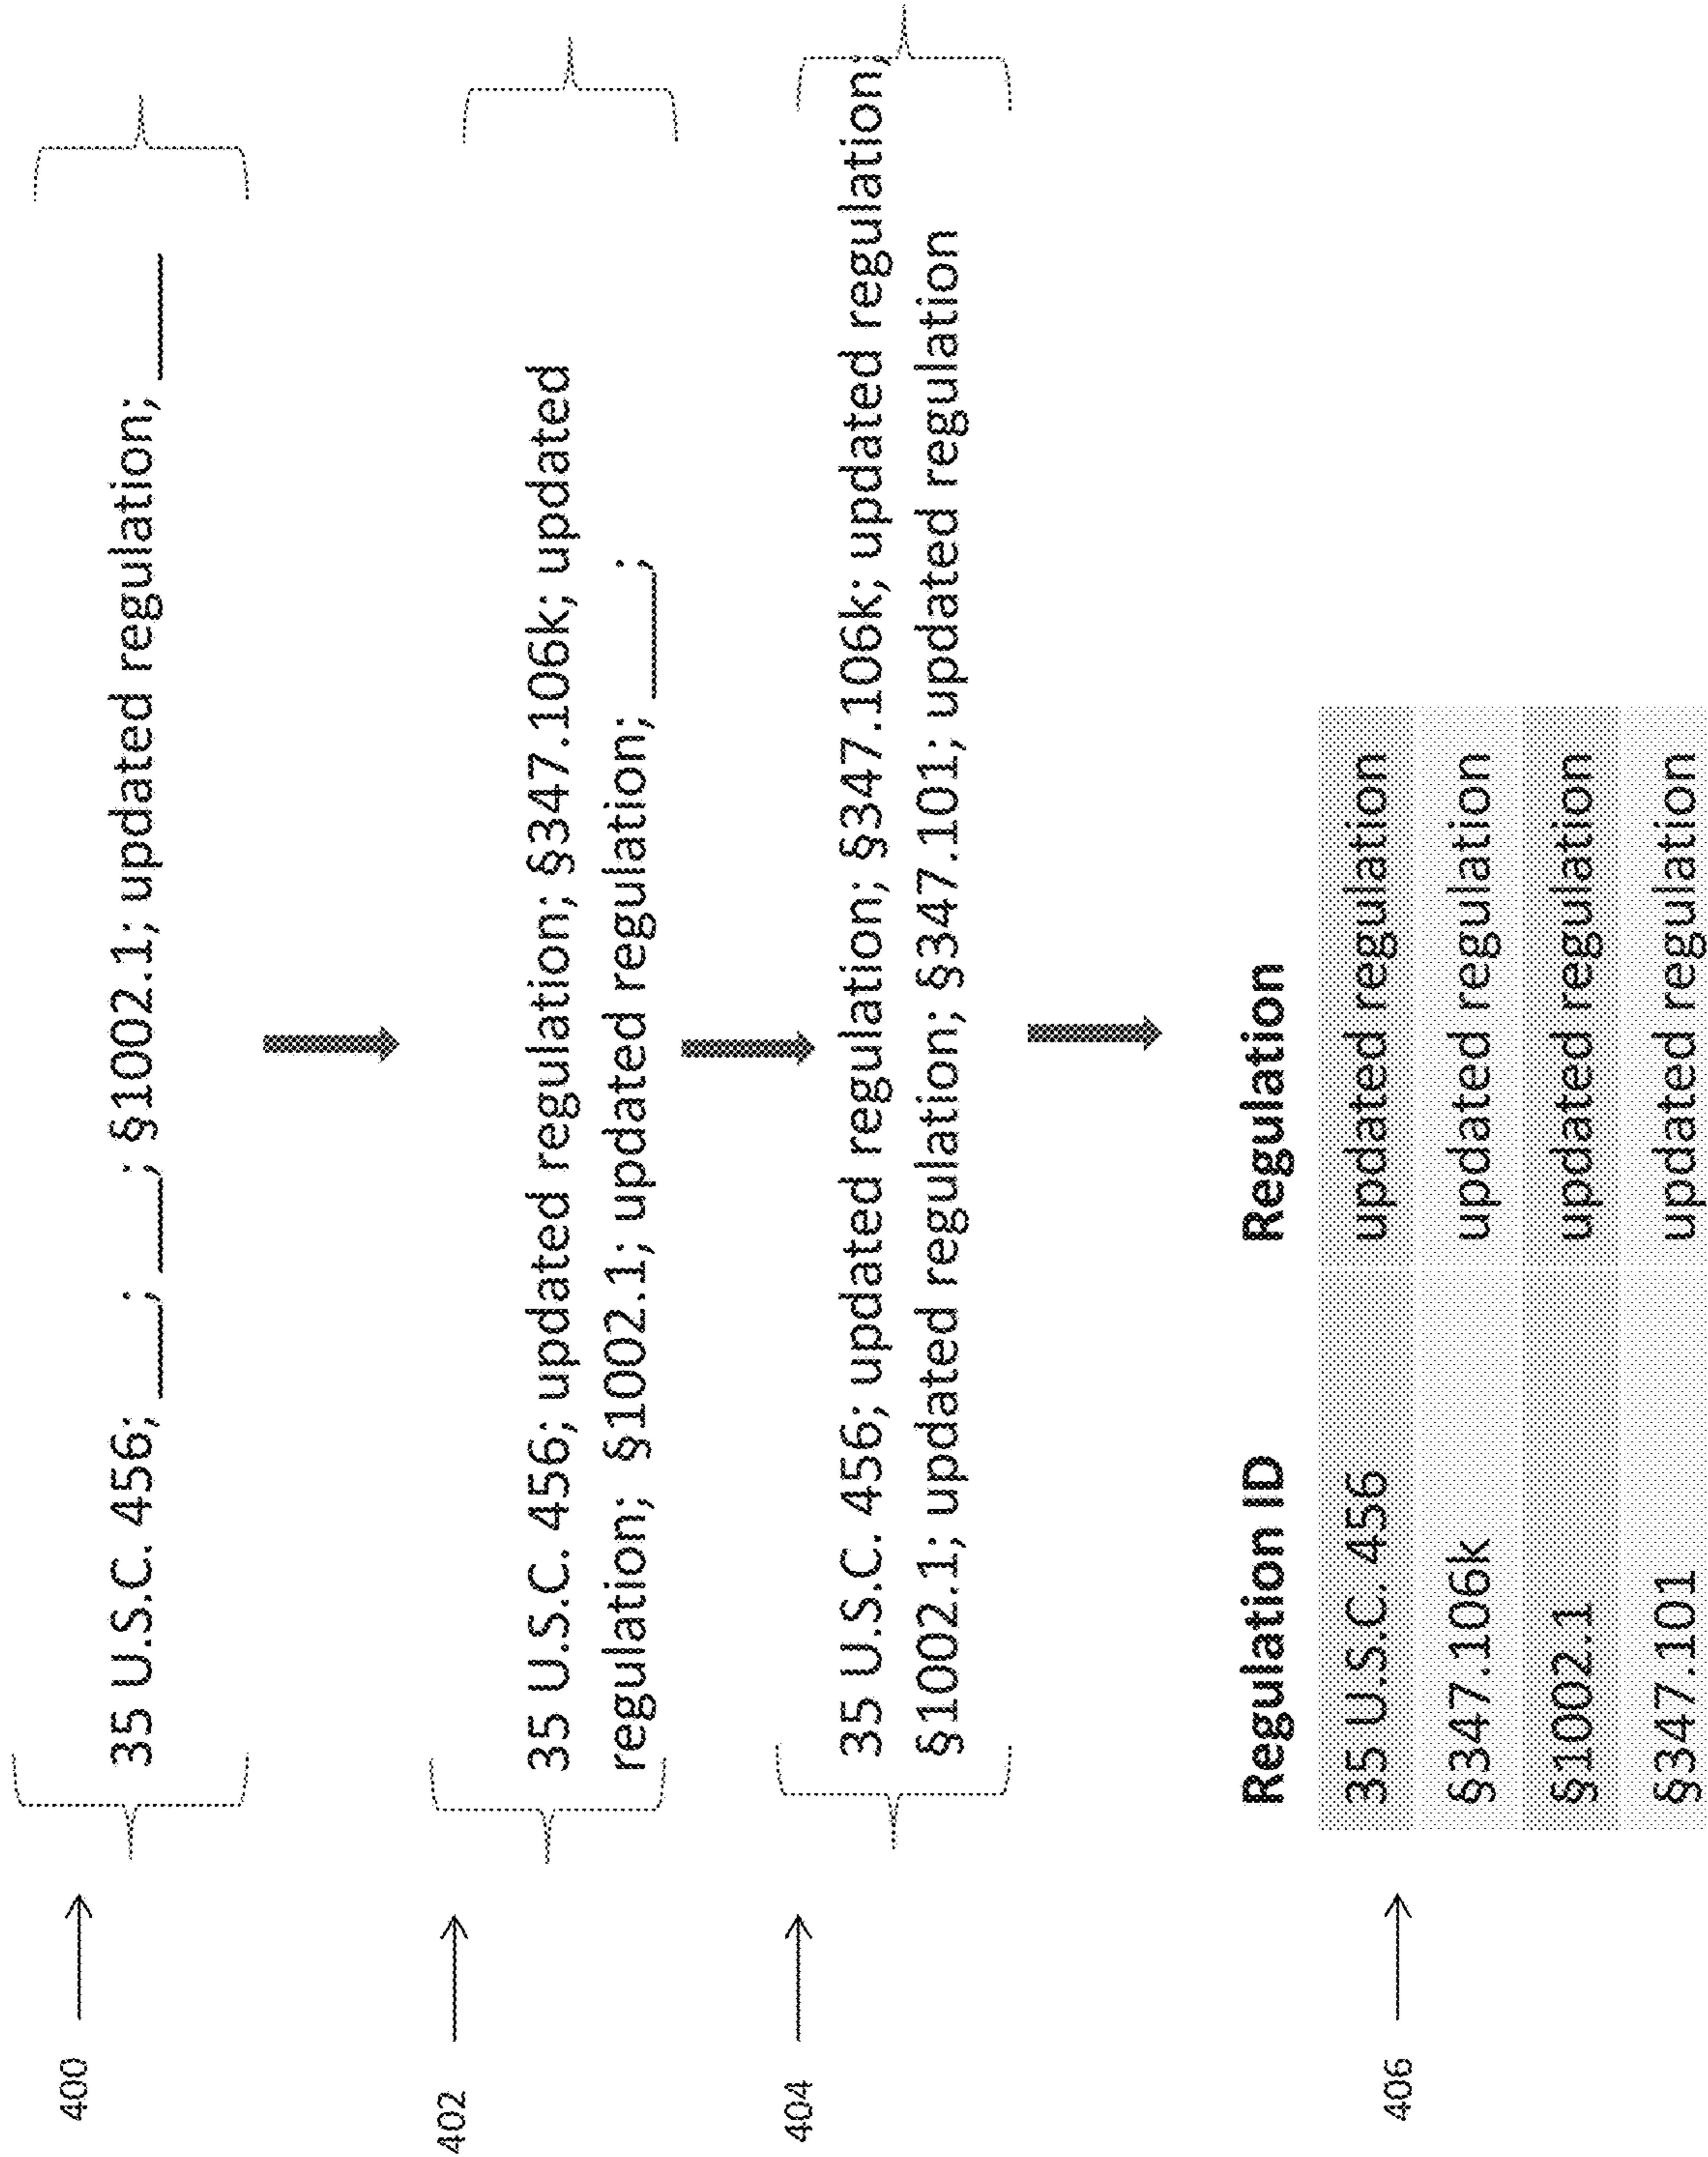 400
35 U.S.C. 456; ____; ____; §1002.1; updated regulation; ____
402
35 U.S.C. 456; updated regulation; §347.106k; updated
regulation; §1002.1; updated regulation; ____;
404
35 U.S.C. 456; updated regulation; §347.106k; updated regulation;
§1002.1; updated regulation; §347.101; updated regulation
Regulation ID Regulation
406
35 U.S.C. 456 updated regulation
§347.106k updated regulation
§1002.1 updated regulation
§347.101 updated regulation